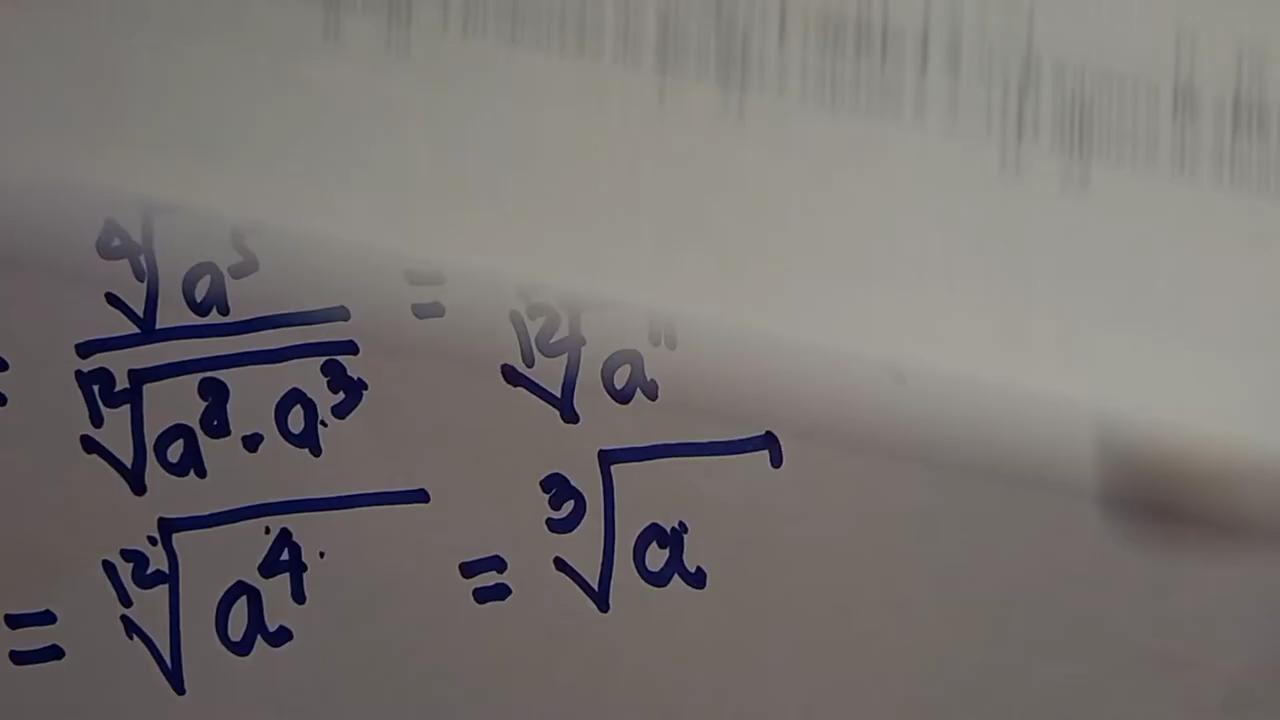 = ⁴√a⁵ / ¹²√a⁸·a³ = ¹²√a¹¹
= ¹²√a⁴ = ³√a